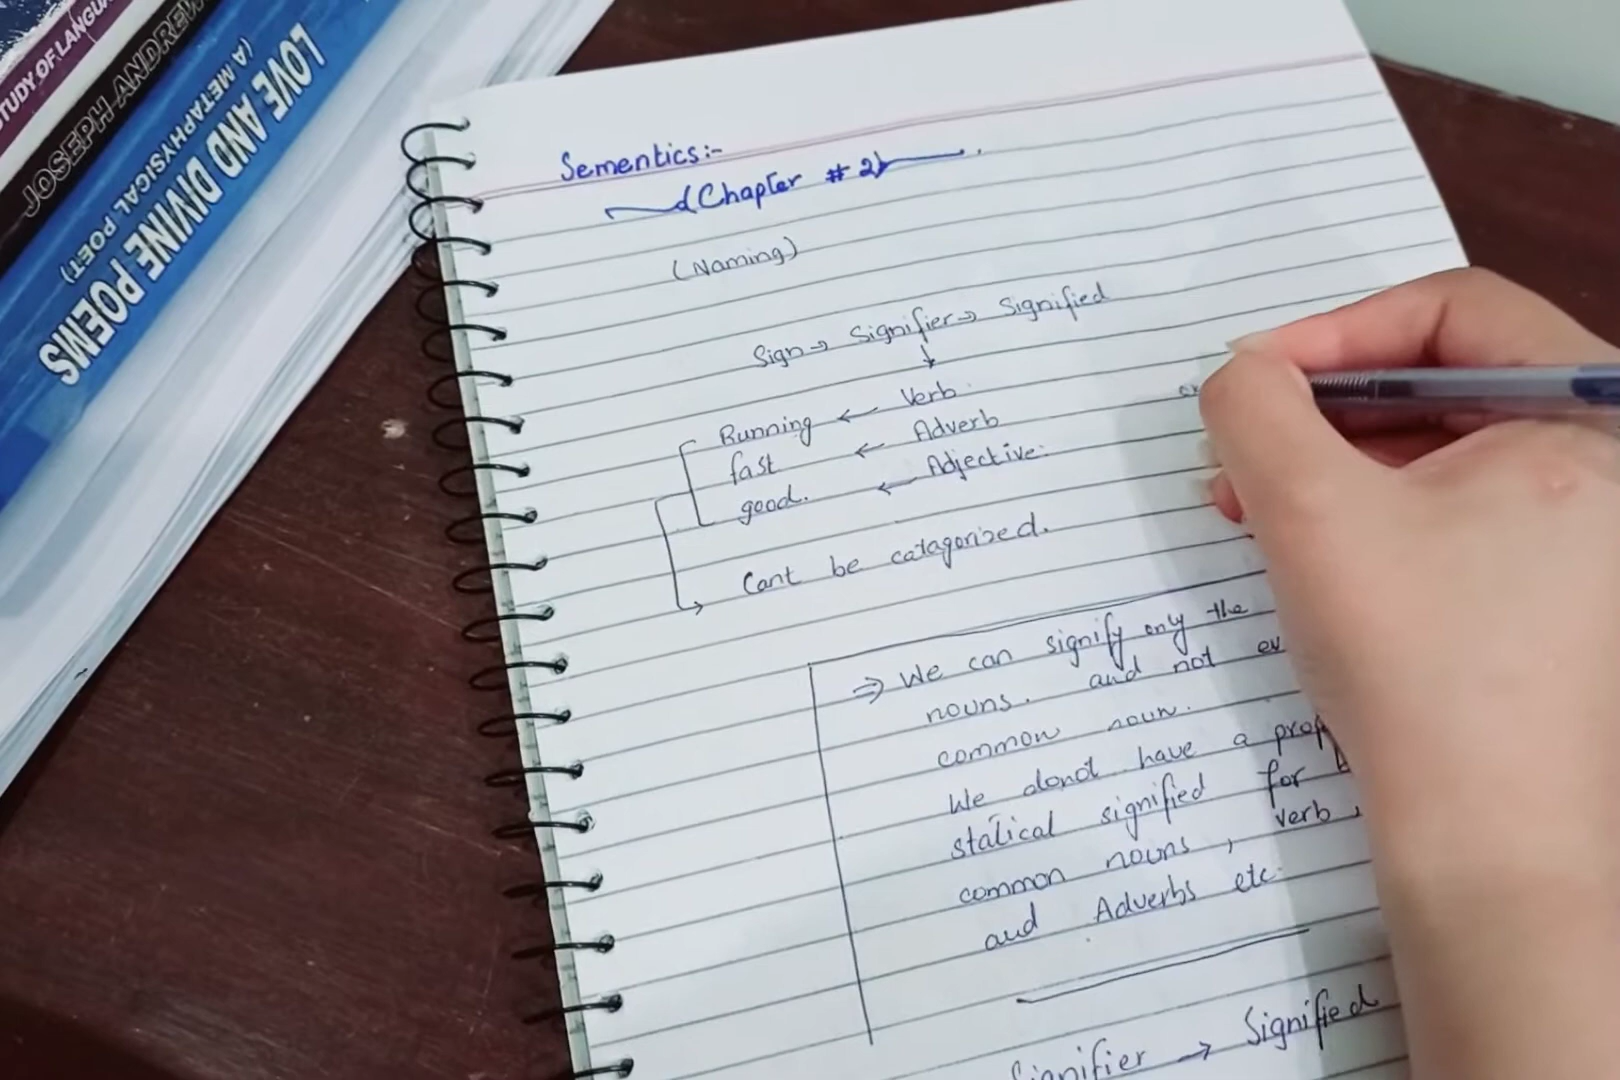 STUDY OF LANGU
JOSEPH ANDREW
LOVE AND DIVINE POEMS
(A METAPHYSICAL POET)
Sementics:-
(Chapter # 2)
(Naming)
Sign → Signifier → Signified
↓
Running ← Verb
fast ← Adverb
good. ← Adjective:
Cant be catagorized.
⇒ We can signify only the
nouns. and not
common noun.
We donot have a
statical signified for
common nouns, verb,
and Adverbs etc.
Signifier → Signified